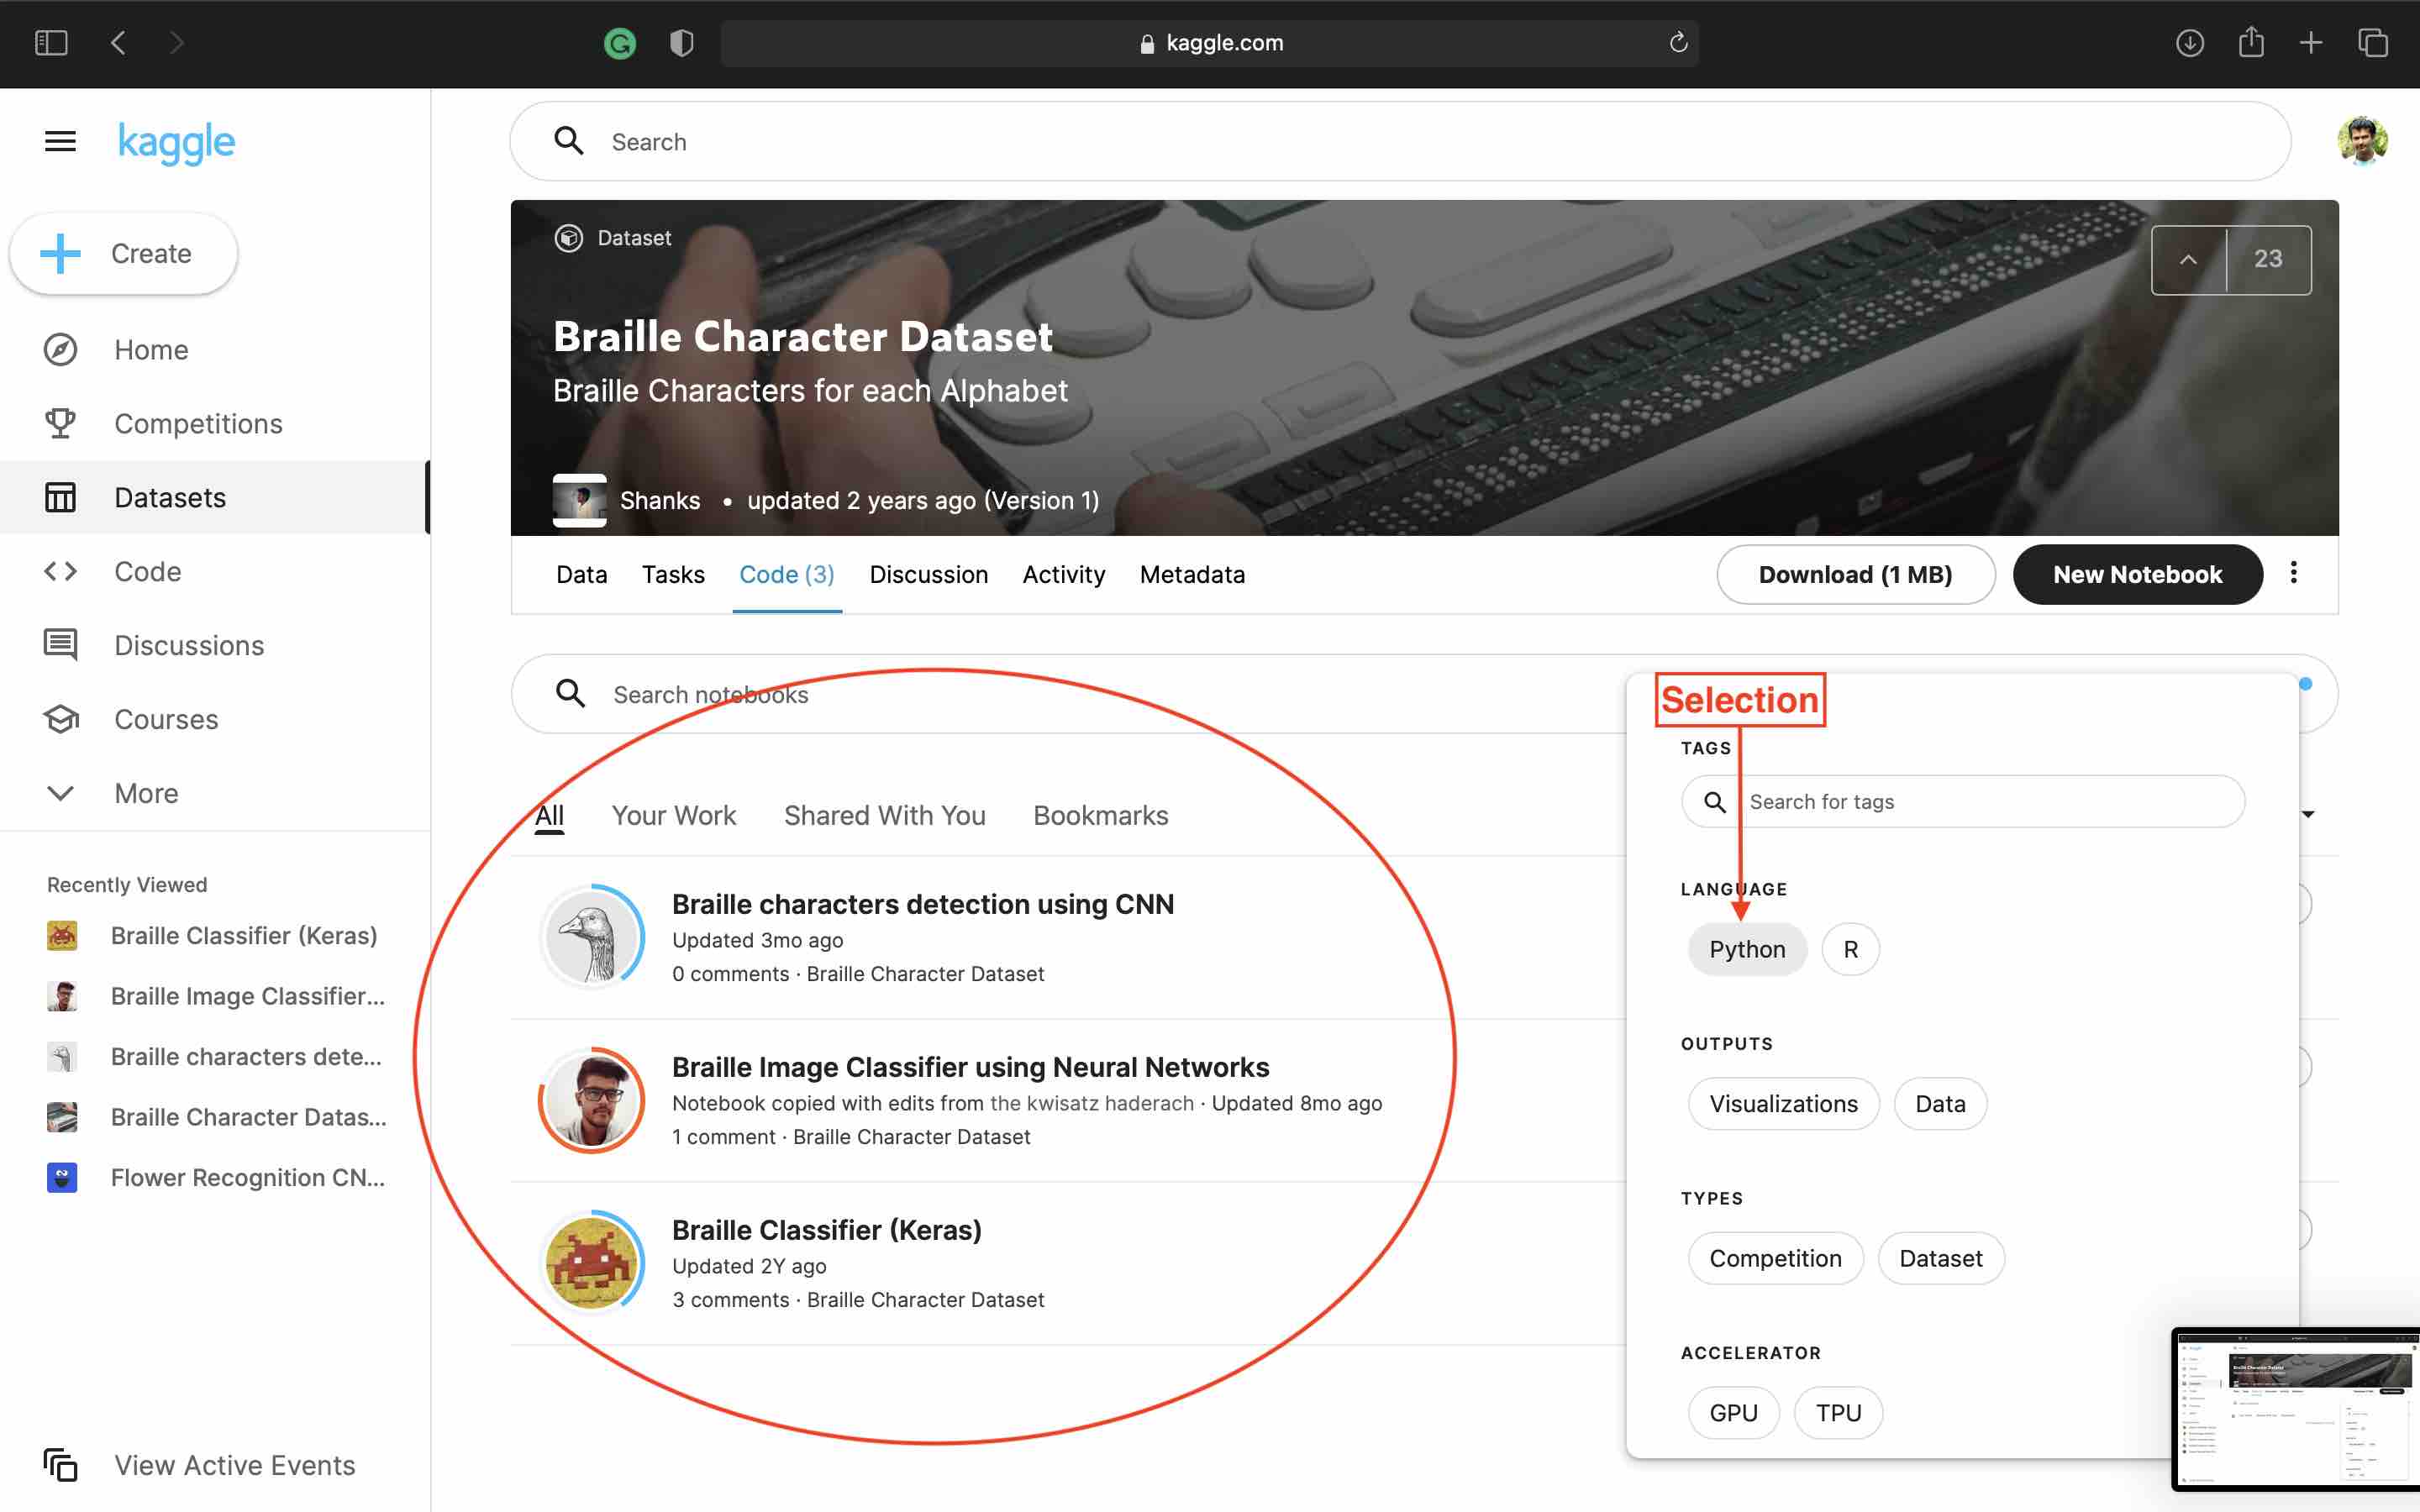 kaggle.com
kaggle
Search
Create
Home
Competitions
Datasets
Code
Discussions
Courses
More
Recently Viewed
Braille Classifier (Keras)
Braille Image Classifier...
Braille characters dete...
Braille Character Datas...
Flower Recognition CN...
View Active Events
Dataset
23
Braille Character Dataset
Braille Characters for each Alphabet
Shanks • updated 2 years ago (Version 1)
Data Tasks Code (3) Discussion Activity Metadata
Download (1 MB) New Notebook
Search notebooks
All Your Work Shared With You Bookmarks
Braille characters detection using CNN
Updated 3mo ago
0 comments · Braille Character Dataset
Braille Image Classifier using Neural Networks
Notebook copied with edits from the kwisatz haderach · Updated 8mo ago
1 comment · Braille Character Dataset
Braille Classifier (Keras)
Updated 2Y ago
3 comments · Braille Character Dataset
Selection
TAGS
Search for tags
LANGUAGE
Python R
OUTPUTS
Visualizations Data
TYPES
Competition Dataset
ACCELERATOR
GPU TPU